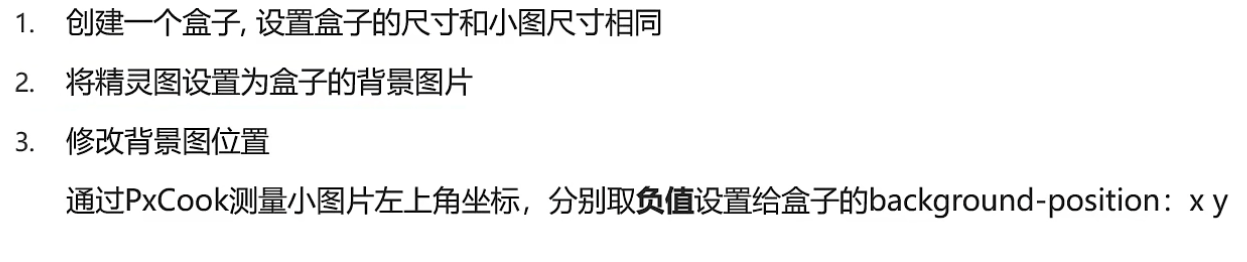 1. 创建一个盒子, 设置盒子的尺寸和小图尺寸相同
2. 将精灵图设置为盒子的背景图片
3. 修改背景图位置
通过PxCook测量小图片左上角坐标，分别取负值设置给盒子的background-position：x y